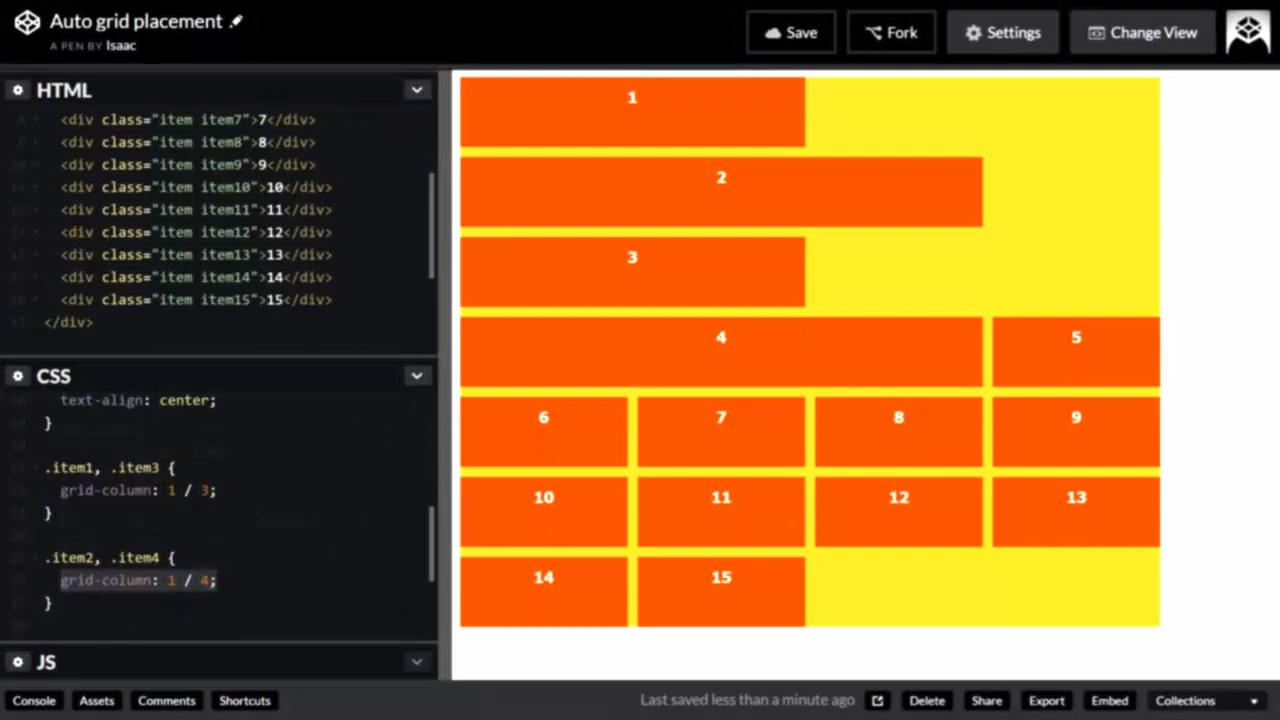 Auto grid placement
A PEN BY Isaac
Save
Fork
Settings
Change View
HTML
<div class="item item7">7</div>
<div class="item item8">8</div>
<div class="item item9">9</div>
<div class="item item10">10</div>
<div class="item item11">11</div>
<div class="item item12">12</div>
<div class="item item13">13</div>
<div class="item item14">14</div>
<div class="item item15">15</div>
</div>
CSS
text-align: center;
}
.item1, .item3 {
grid-column: 1 / 3;
}
.item2, .item4 {
grid-column: 1 / 4;
}
JS
1
2
3
4 5
6 7 8 9
10 11 12 13
14 15
Console Assets Comments Shortcuts
Last saved less than a minute ago
Delete Share Export Embed Collections